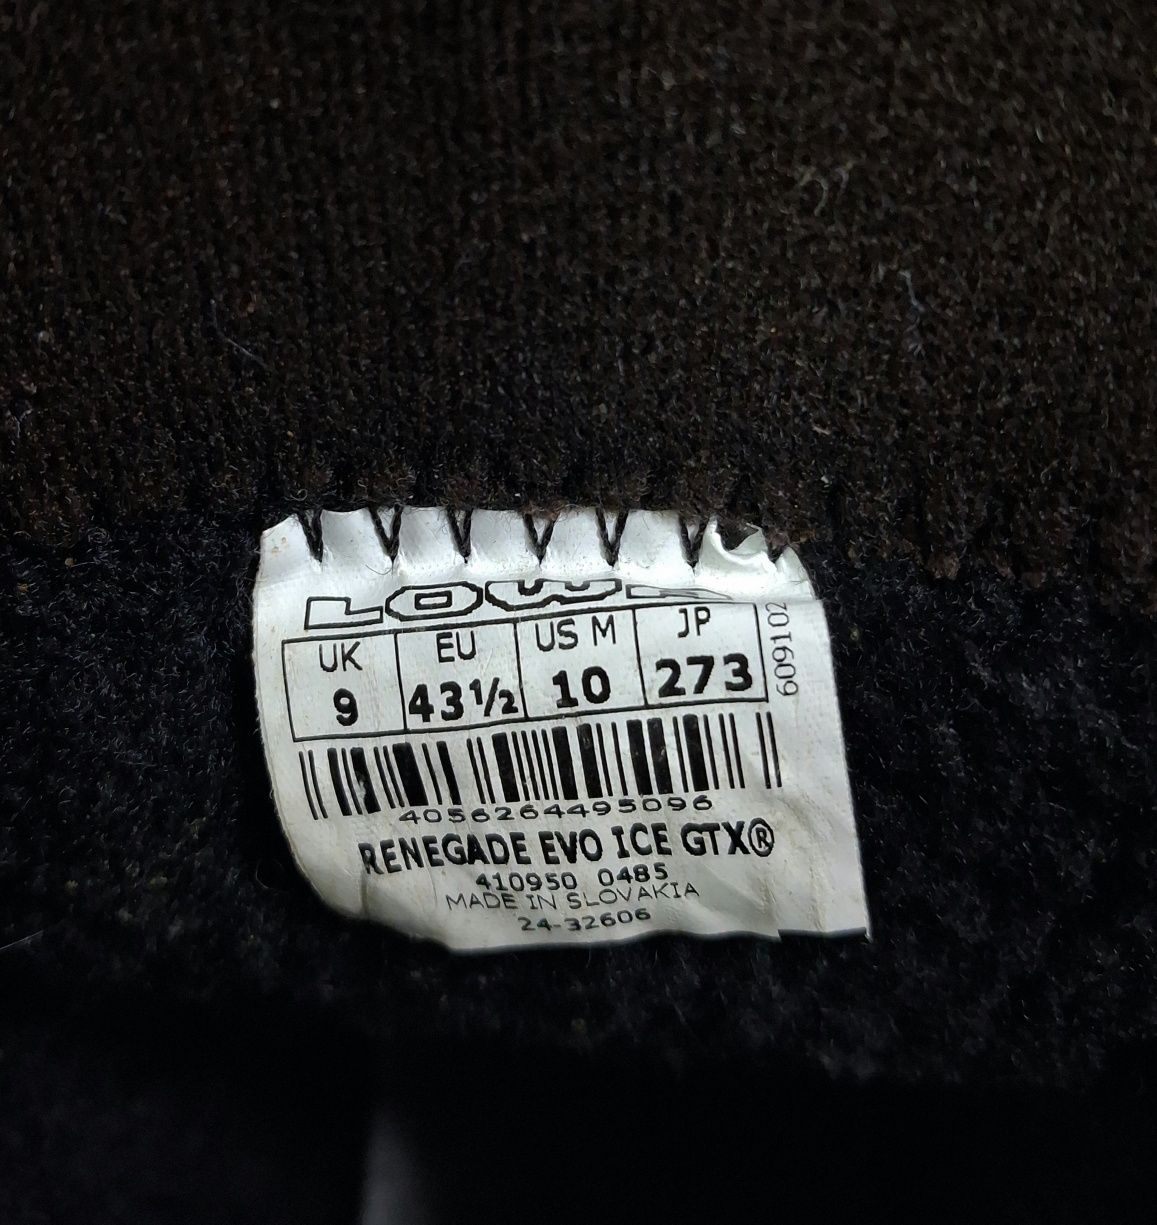 LOWA
UK EU US M JP
9 43½ 10 273
609102
4056264495096
RENEGADE EVO ICE GTX®
410950 0485
MADE IN SLOVAKIA
24-32606